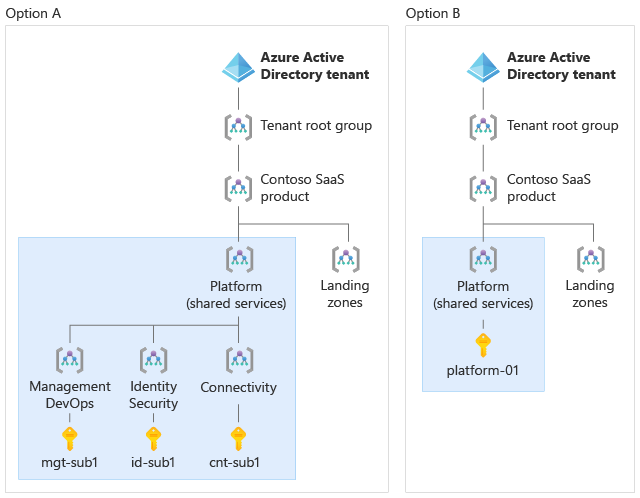 Option A
Azure Active
Directory tenant
Tenant root group
Contoso SaaS
product
Platform
(shared services)
Landing
zones
Management
DevOps
Identity
Security
Connectivity
mgt-sub1
id-sub1
cnt-sub1
Option B
Azure Active
Directory tenant
Tenant root group
Contoso SaaS
product
Platform
(shared services)
Landing
zones
platform-01